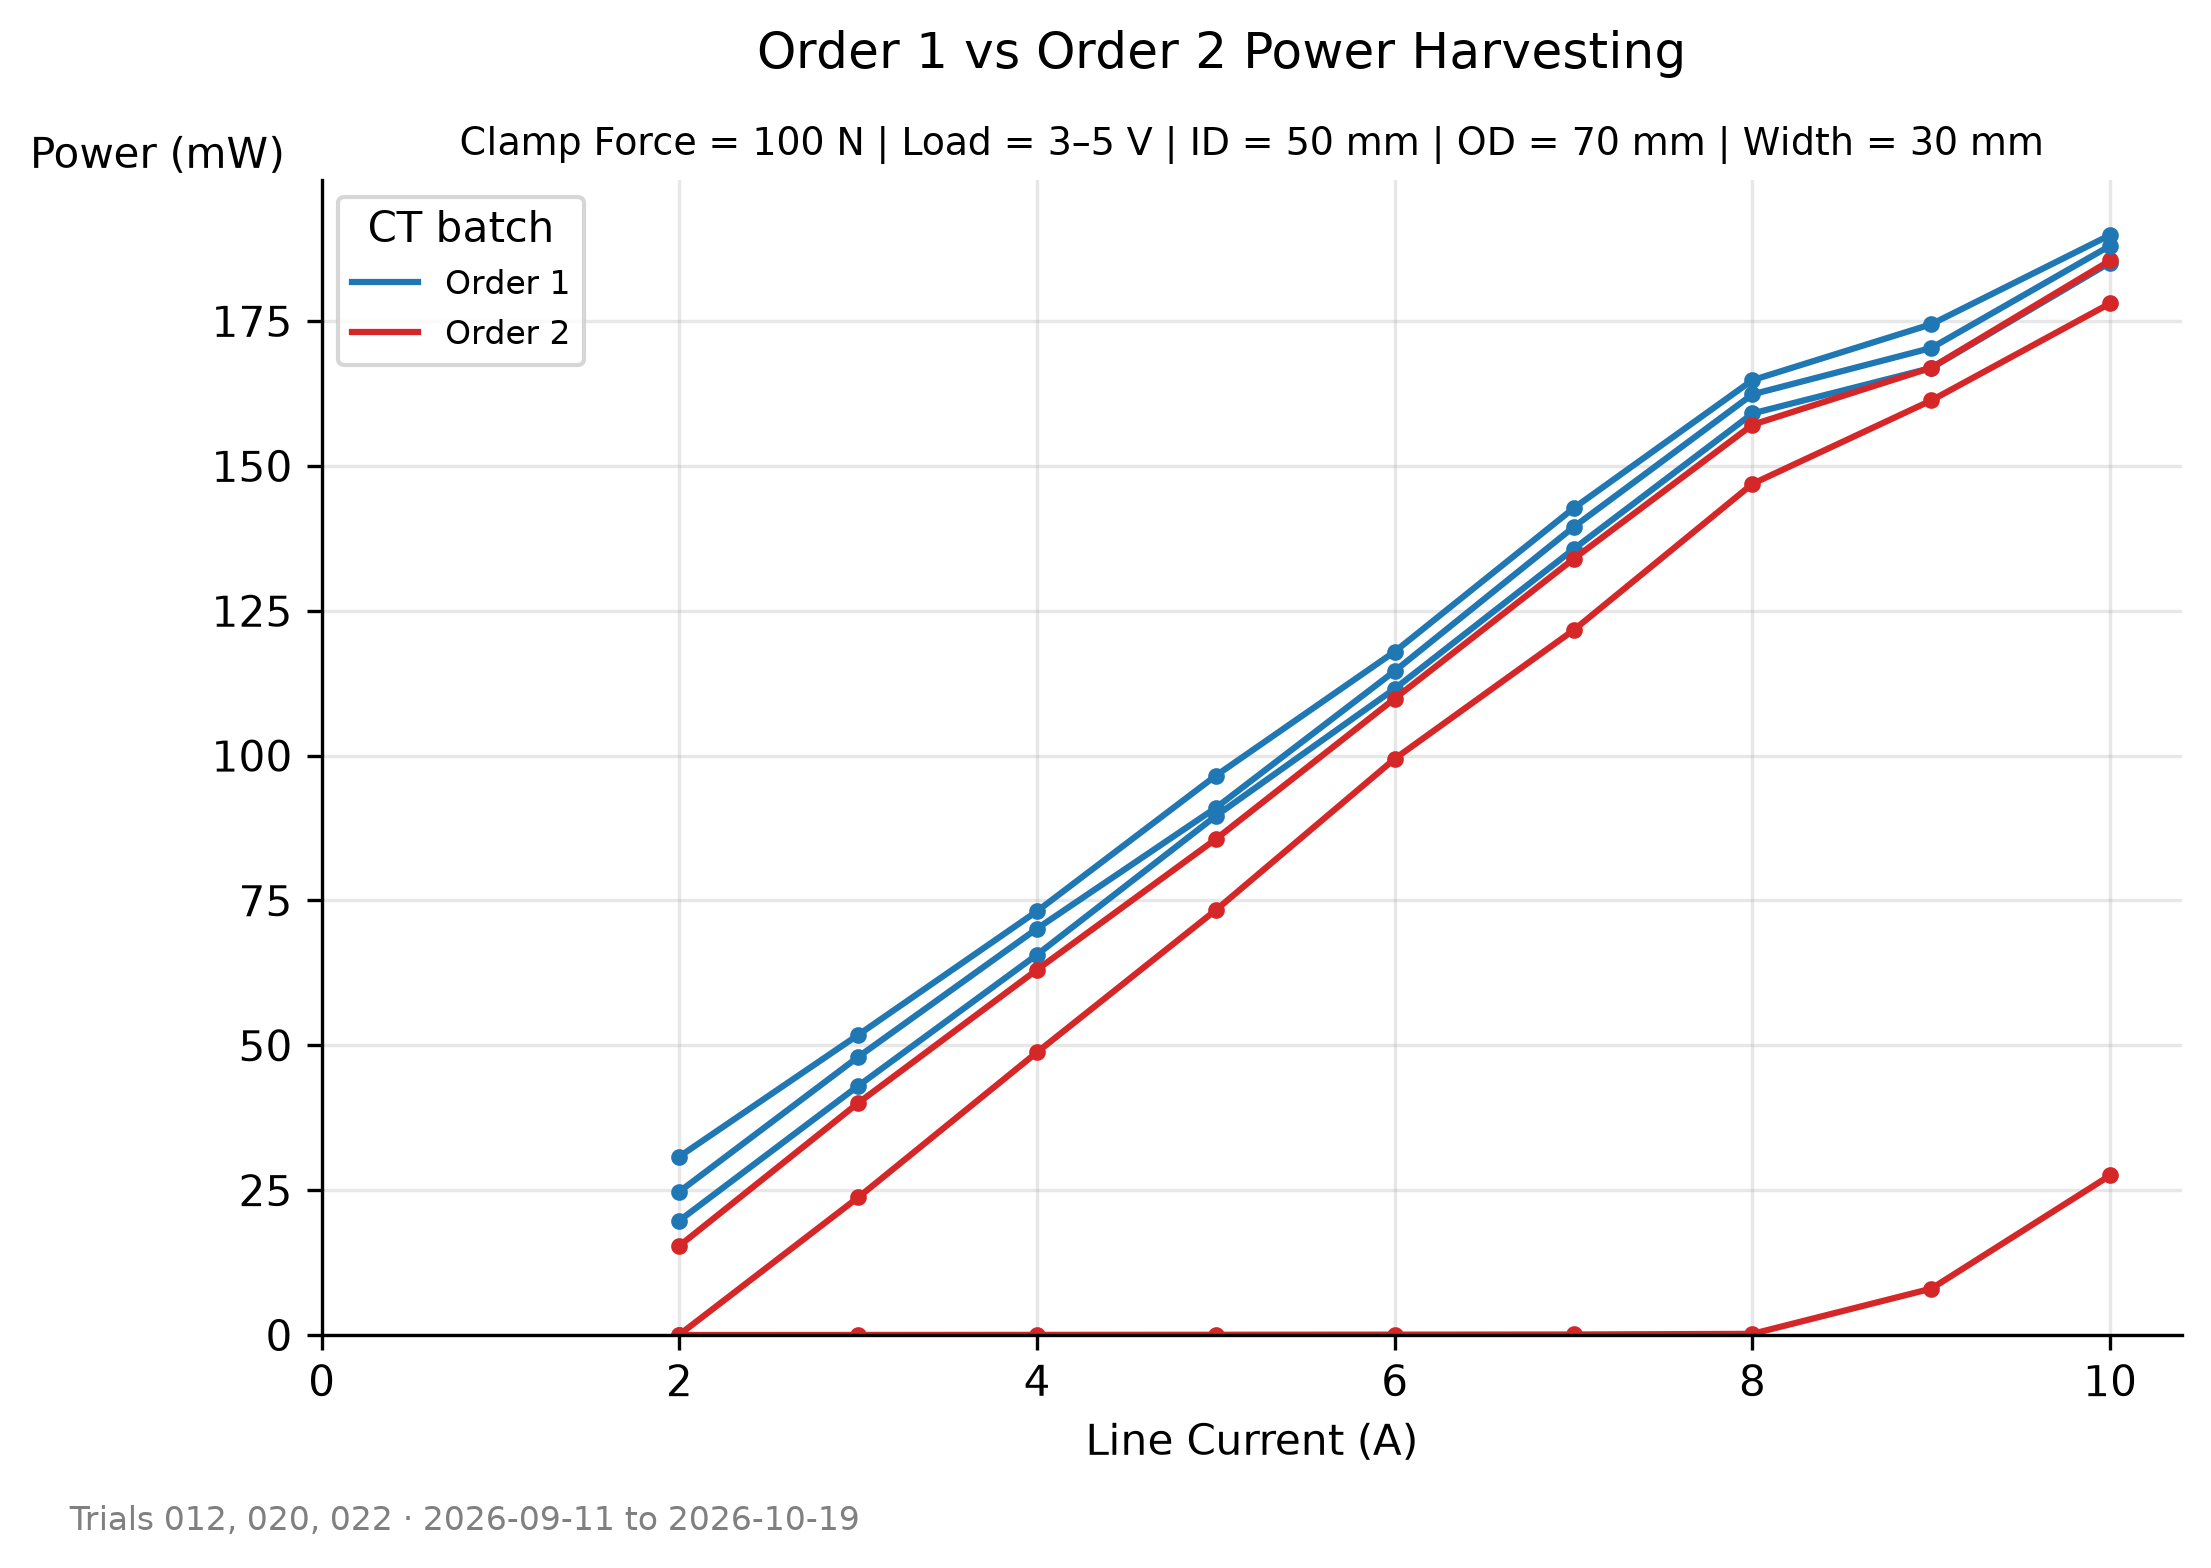 Order 1 vs Order 2 Power Harvesting
Clamp Force = 100 N | Load = 3–5 V | ID = 50 mm | OD = 70 mm | Width = 30 mm
Power (mW)
CT batch
Order 1
Order 2
175
150
125
100
75
50
25
0
0 2 4 6 8 10
Line Current (A)
Trials 012, 020, 022 · 2026-09-11 to 2026-10-19